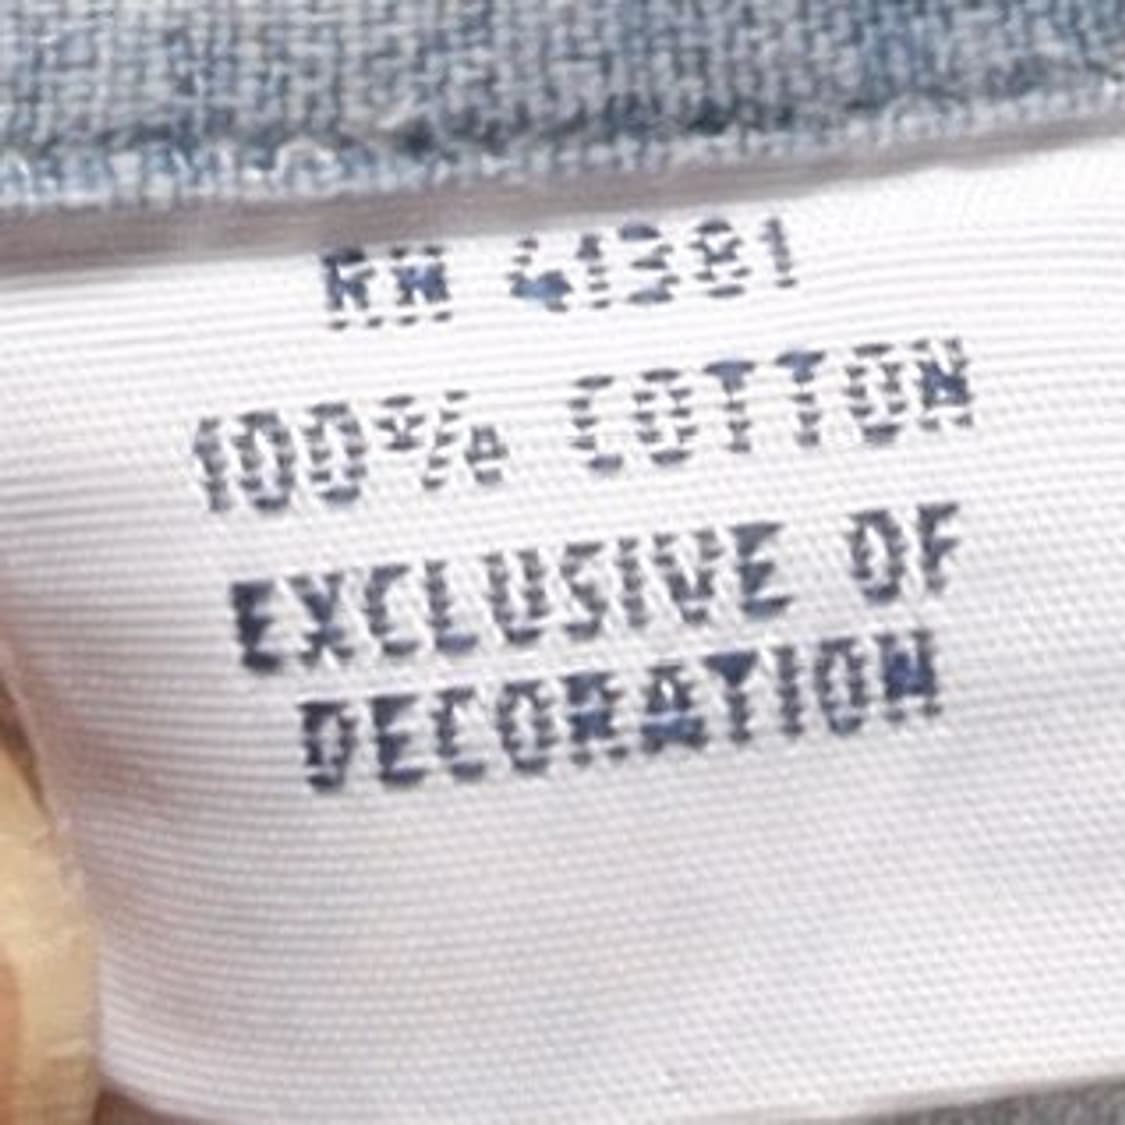 RN 41381
100% COTTON
EXCLUSIVE OF
DECORATION